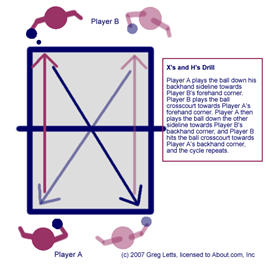 Player B
X's and H's Drill
Player A plays the ball down his
backhand sideline towards
Player B's forehand corner.
Player B plays the ball
crosscourt towards Player A's
forehand corner. Player A then
plays the ball down the other
sideline towards Player B's
backhand corner, and Player B
hits the ball crosscourt towards
Player A's backhand corner,
and the cycle repeats.
Player A
(c) 2007 Greg Letts, licensed to About.com, Inc